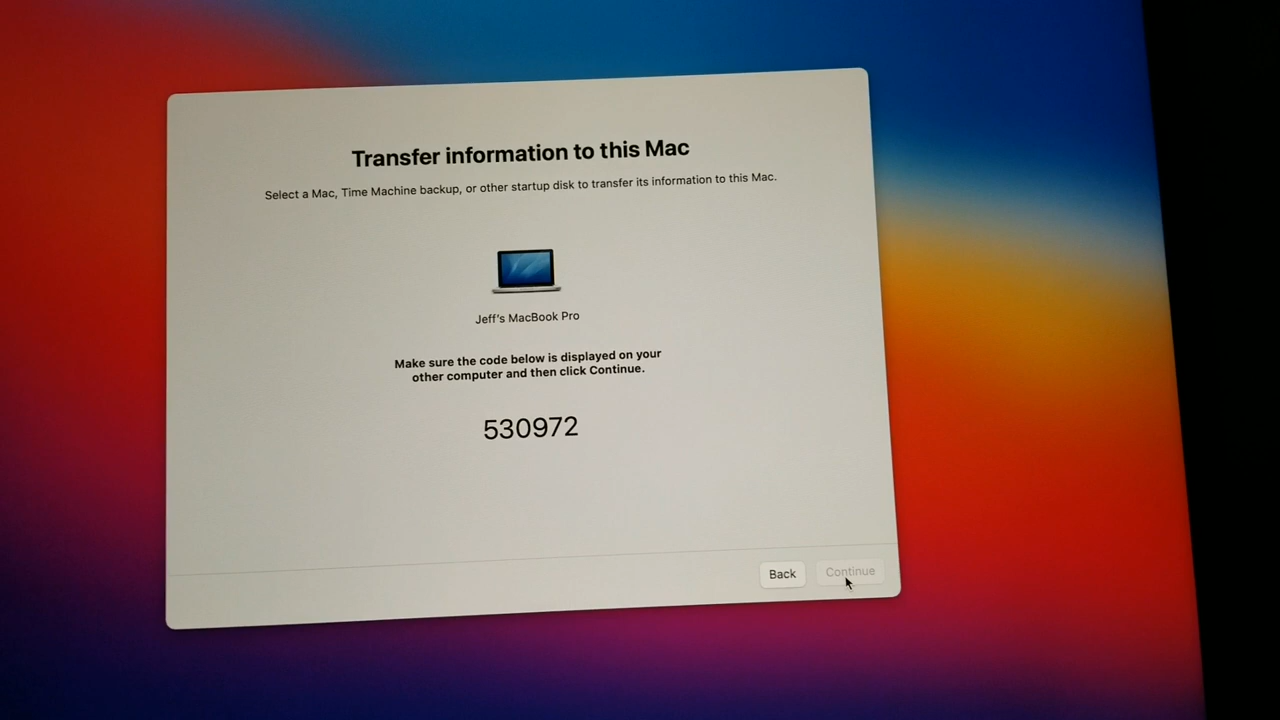 Transfer information to this Mac
Select a Mac, Time Machine backup, or other startup disk to transfer its information to this Mac.
Jeff's MacBook Pro
Make sure the code below is displayed on your
other computer and then click Continue.
530972
Back
Continue